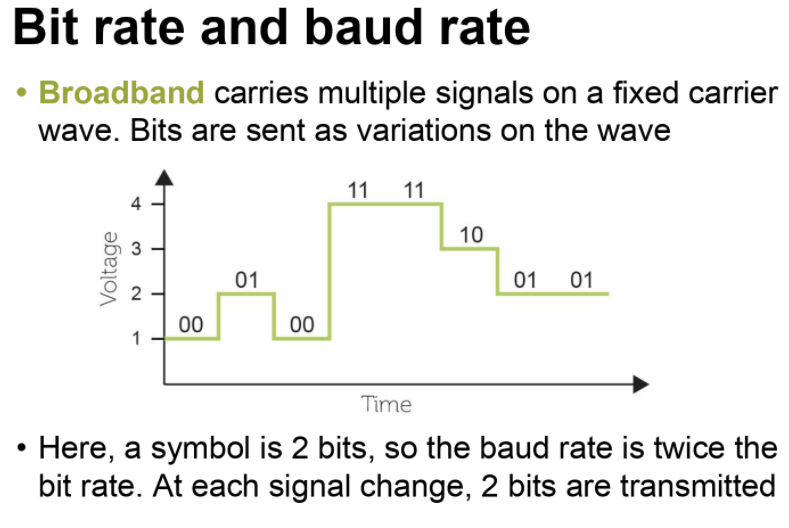 Bit rate and baud rate
• Broadband carries multiple signals on a fixed carrier
wave. Bits are sent as variations on the wave
Voltage
4
3
2
1
00
01
00
11
11
10
01
01
Time
• Here, a symbol is 2 bits, so the baud rate is twice the
bit rate. At each signal change, 2 bits are transmitted